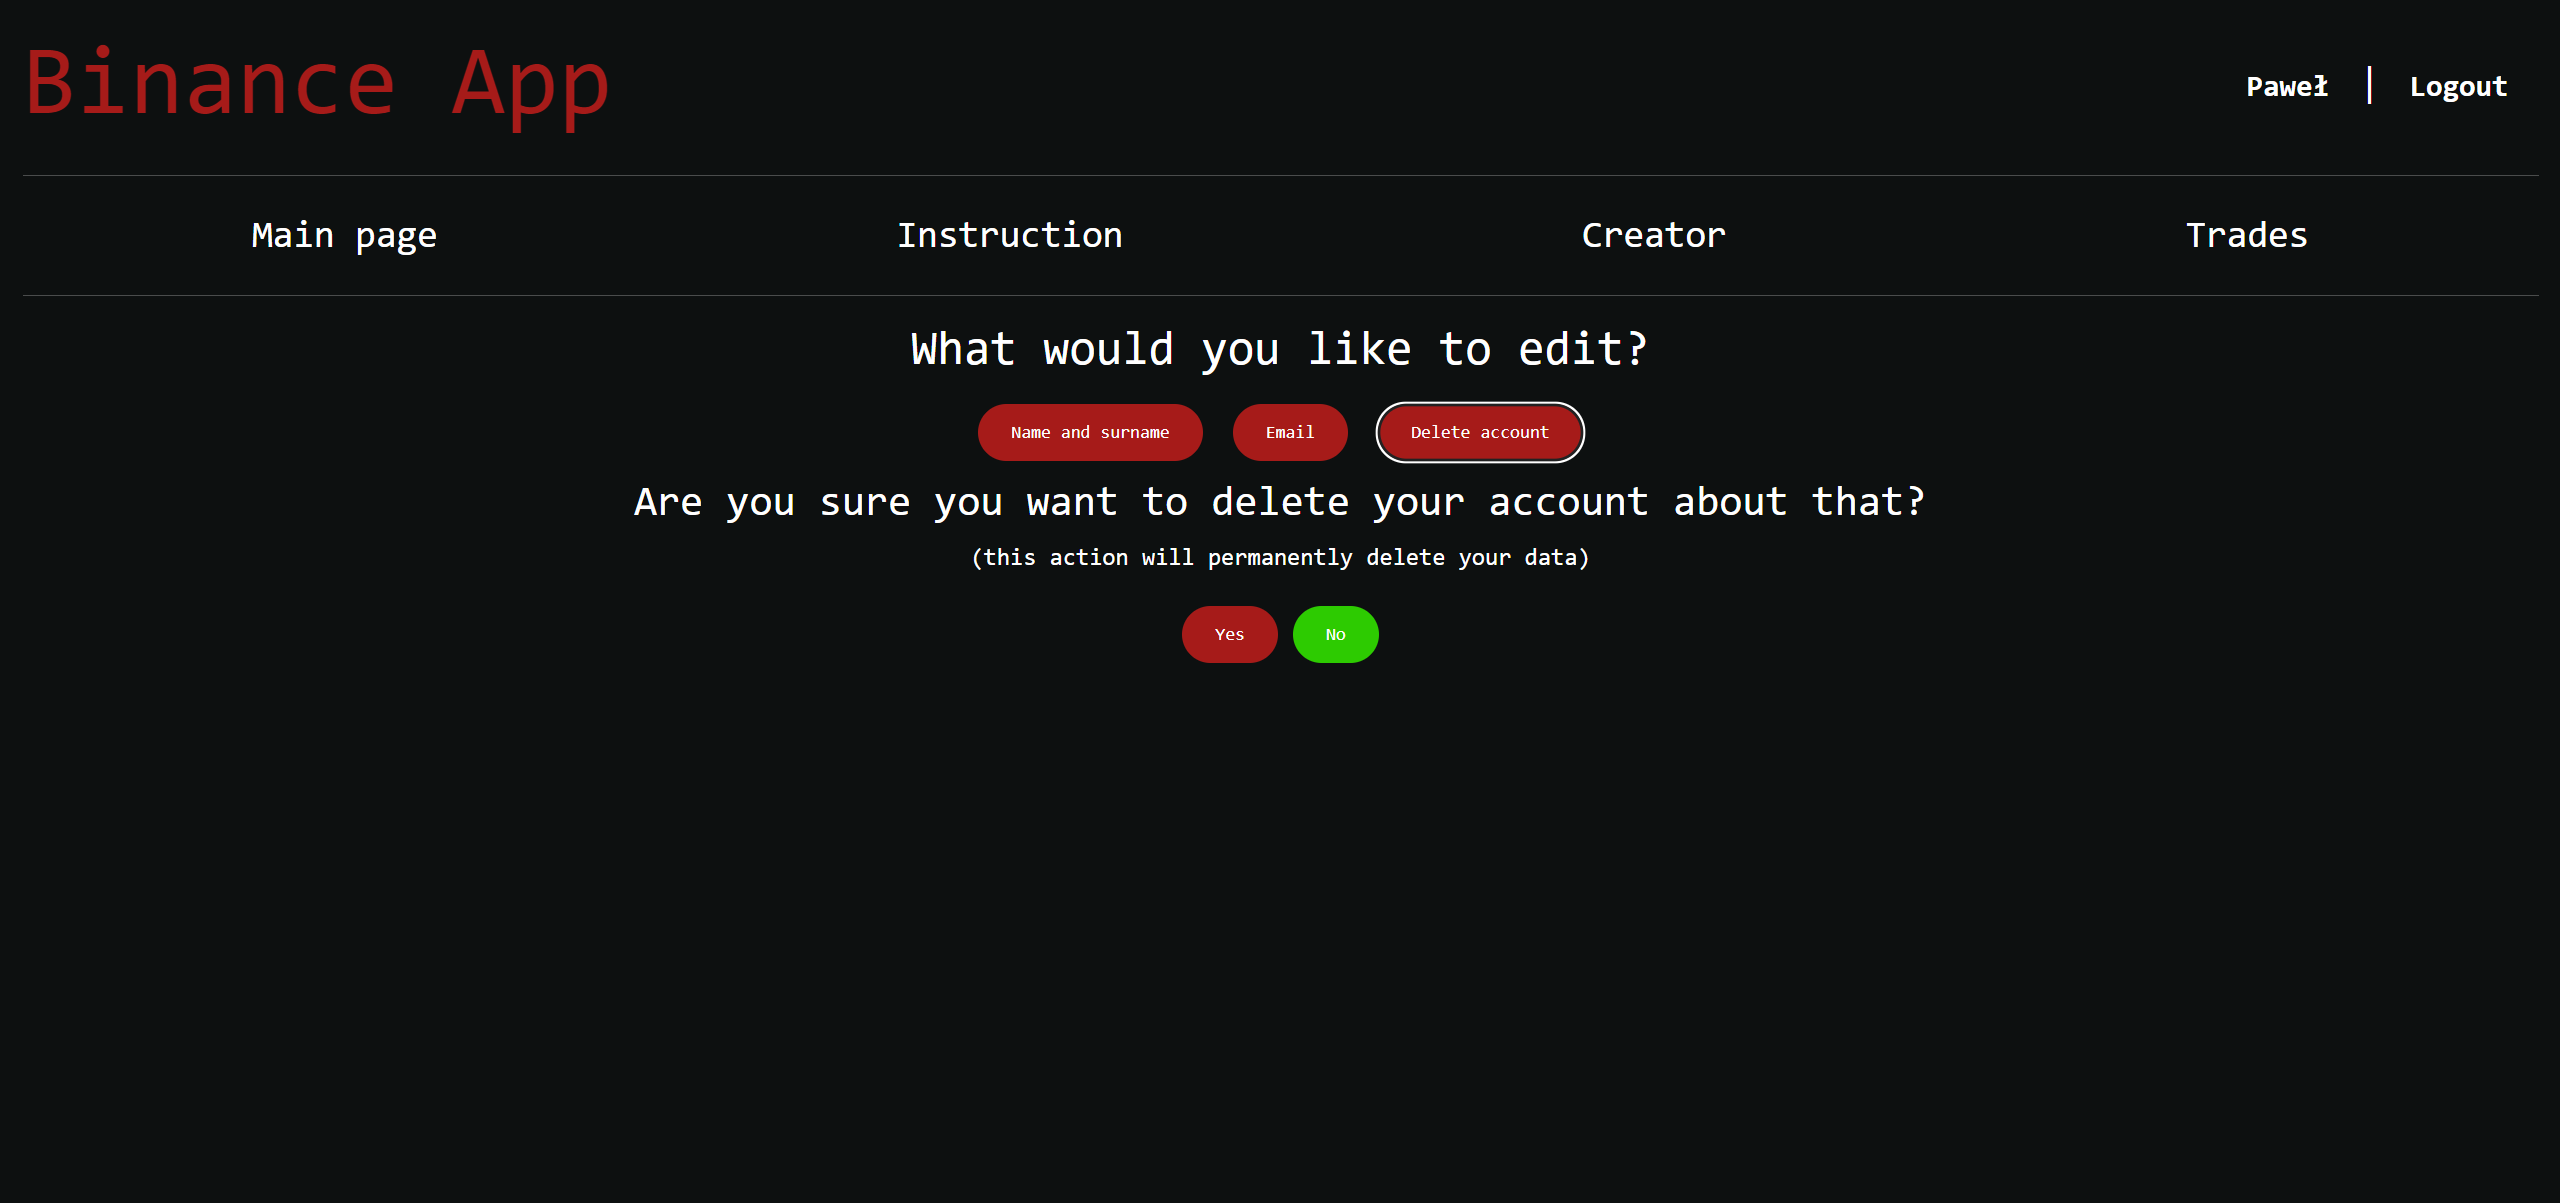 Binance App
Paweł | Logout
Main page Instruction Creator Trades
What would you like to edit?
Name and surname Email Delete account
Are you sure you want to delete your account about that?
(this action will permanently delete your data)
Yes No